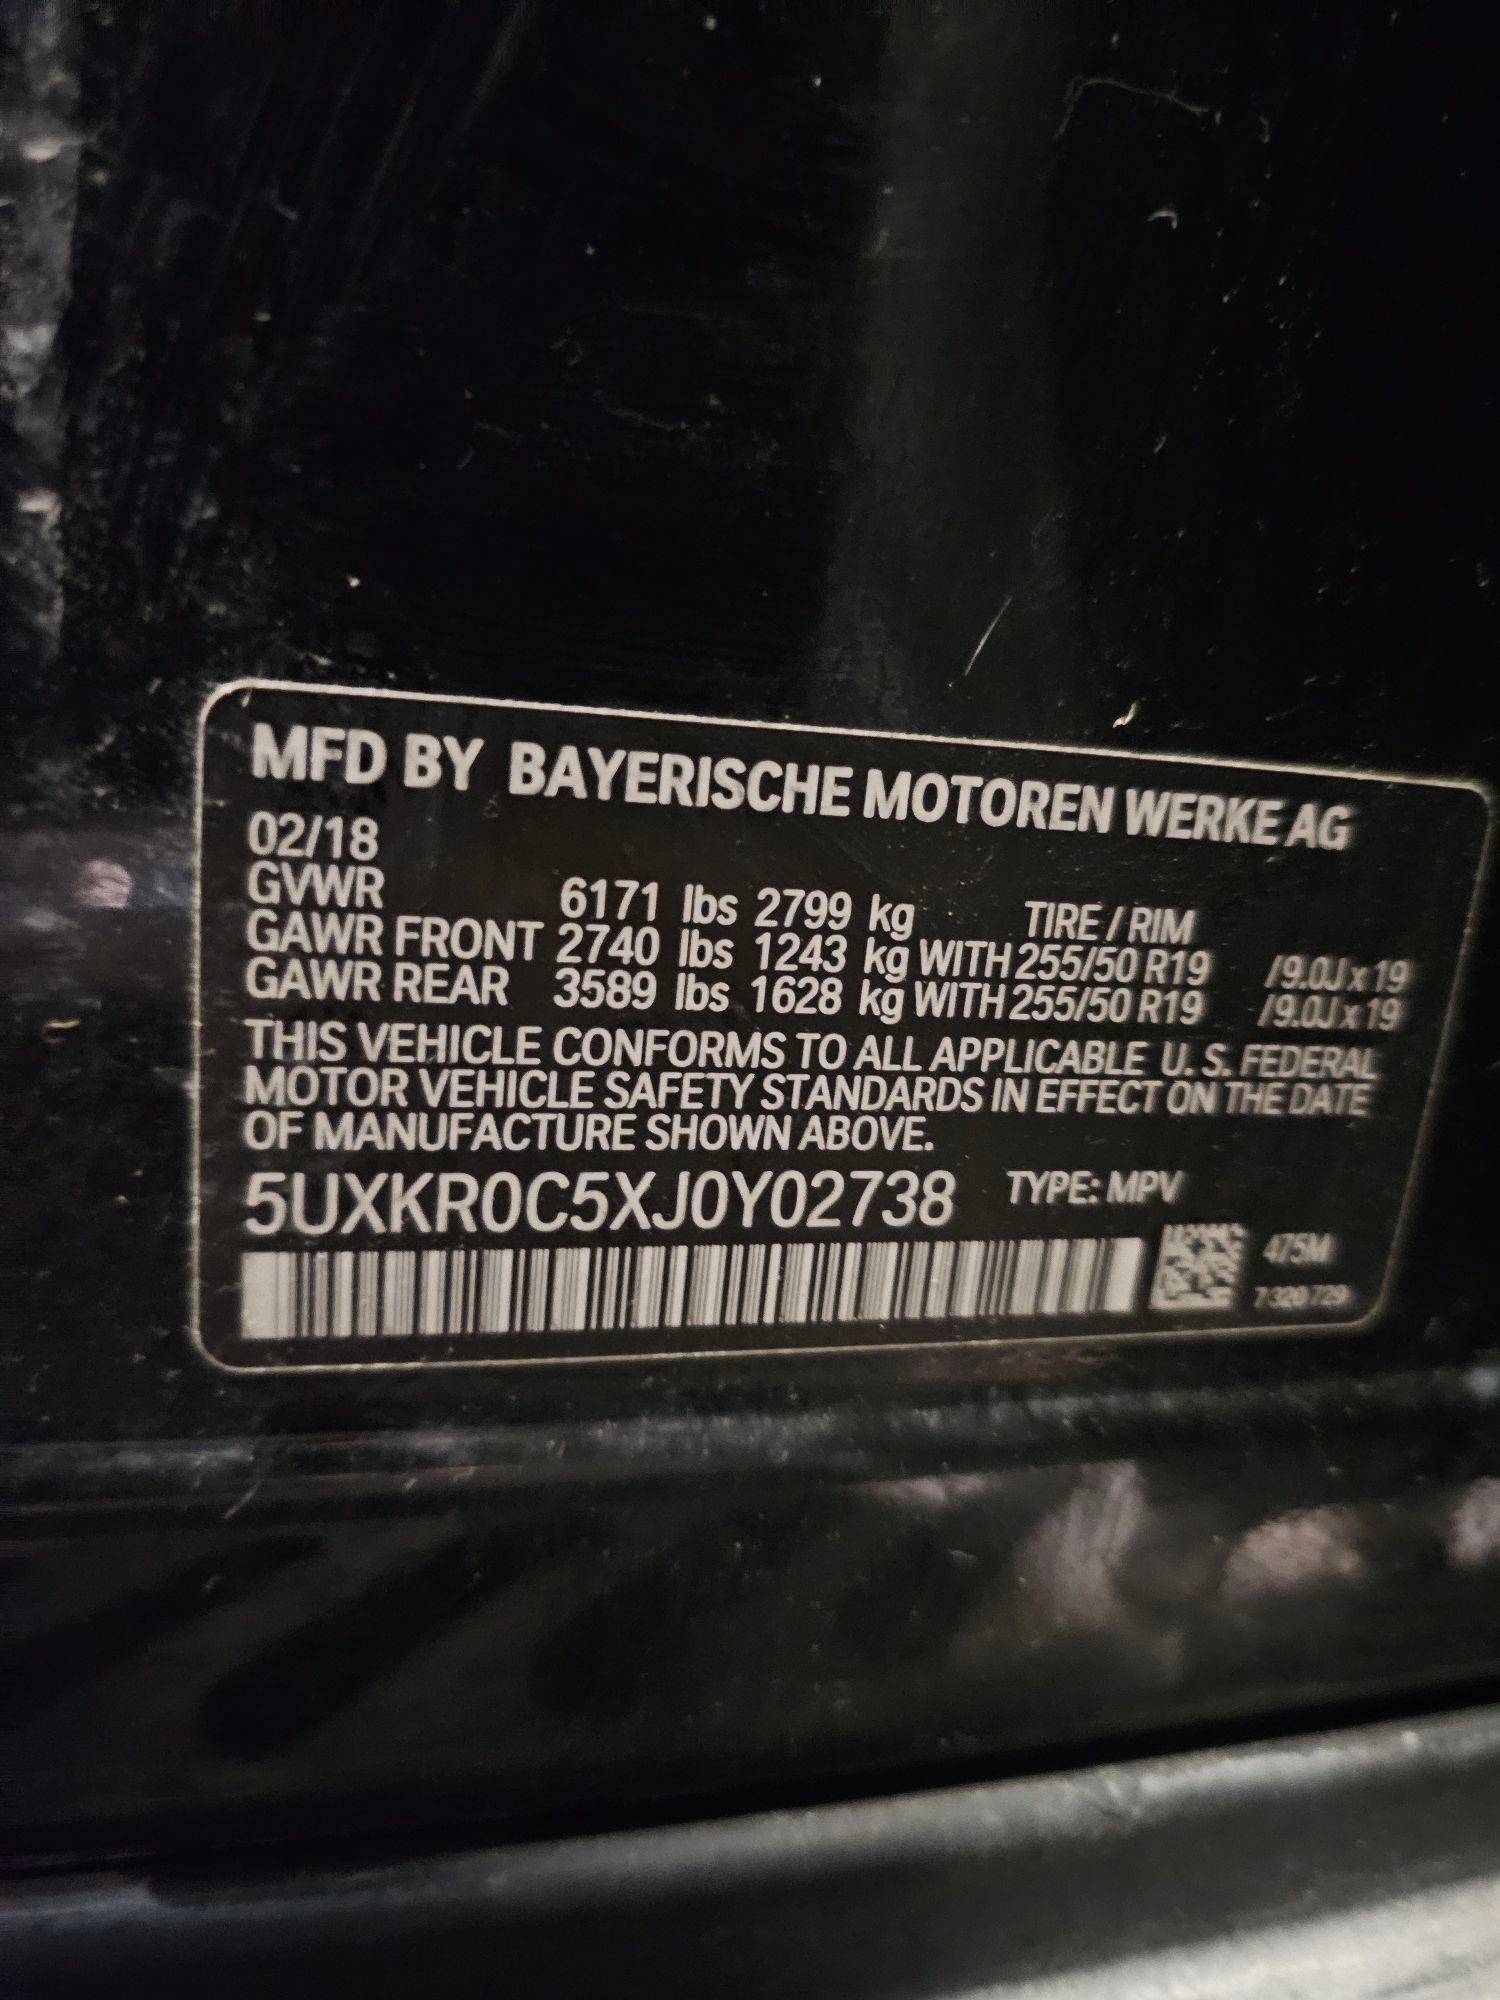 MFD BY BAYERISCHE MOTOREN WERKE AG
02/18
GVWR 6171 lbs 2799 kg TIRE / RIM
GAWR FRONT 2740 lbs 1243 kg WITH 255/50 R19 /9.0J x 19
GAWR REAR 3589 lbs 1628 kg WITH 255/50 R19 /9.0J x 19
THIS VEHICLE CONFORMS TO ALL APPLICABLE U. S. FEDERAL
MOTOR VEHICLE SAFETY STANDARDS IN EFFECT ON THE DATE
OF MANUFACTURE SHOWN ABOVE.
5UXKR0C5XJ0Y02738 TYPE: MPV
475M
7 320 729